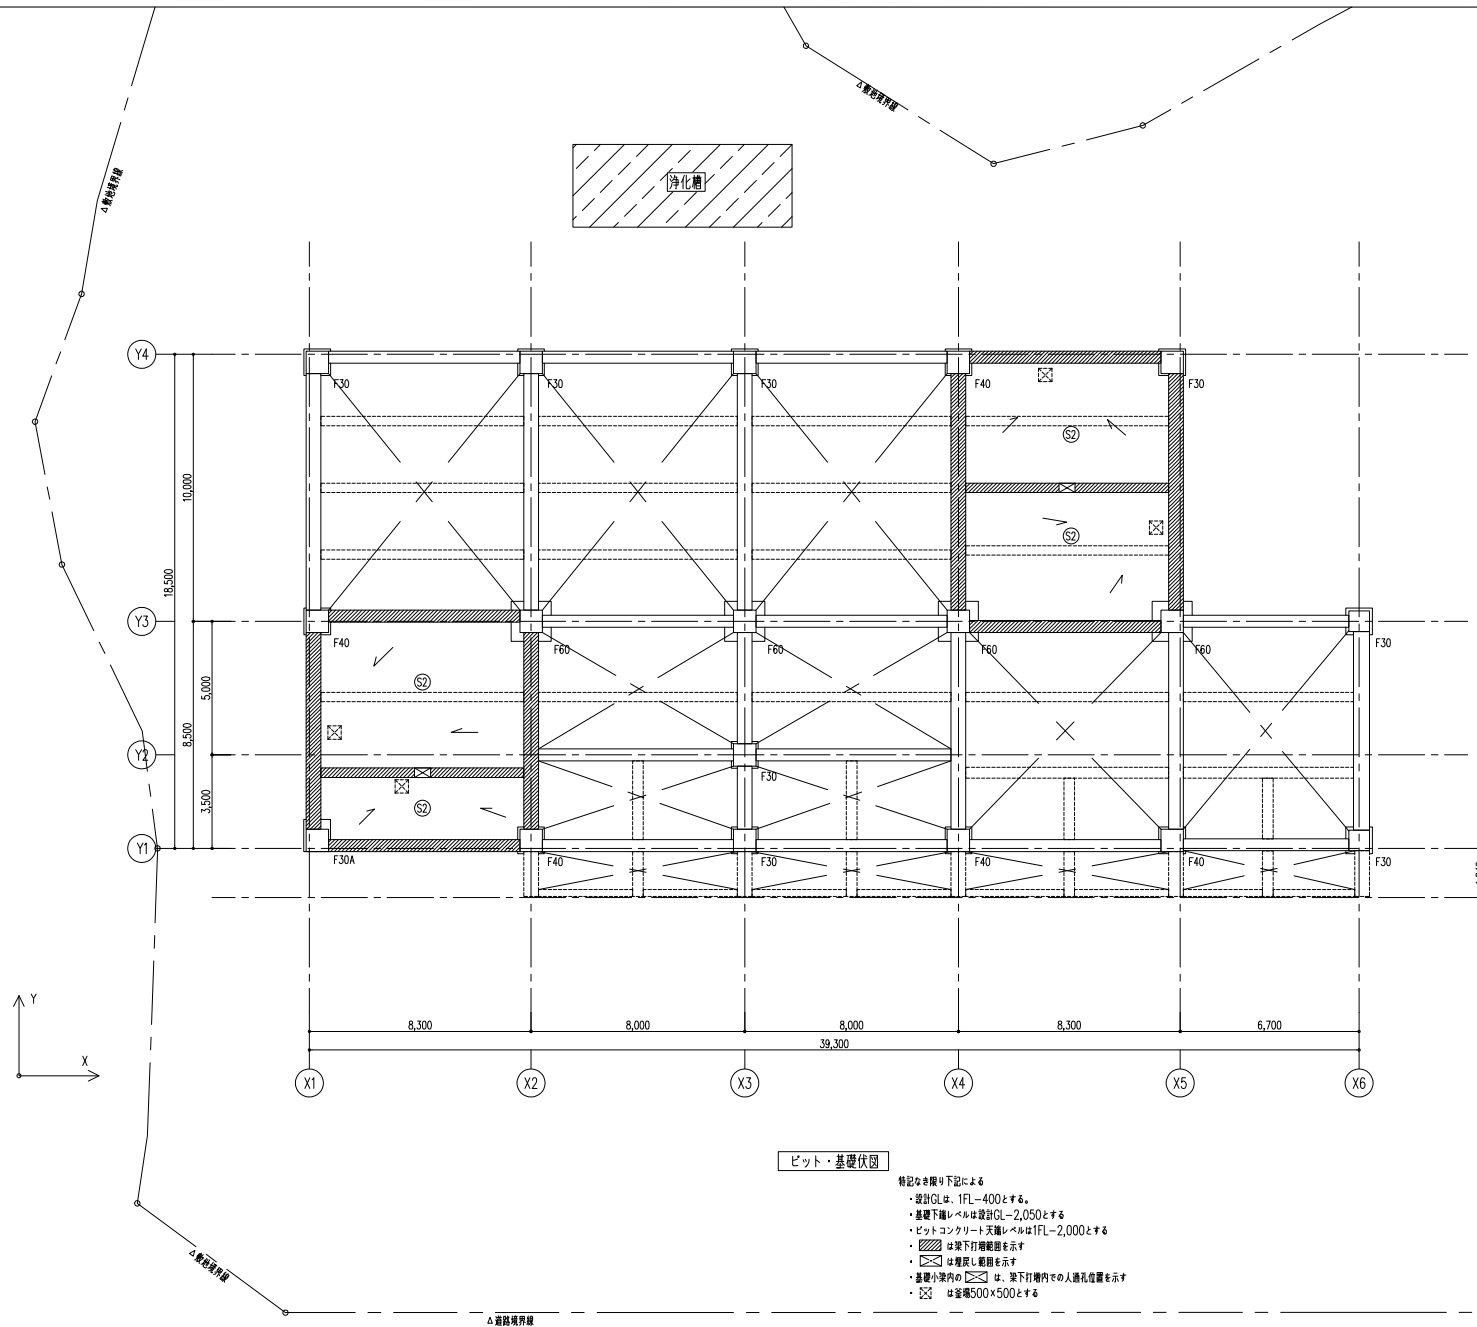 △敷地境界線
△敷地境界線
浄化槽
Y4
F30
F30
F30
F40
F30
S2
10,000
18,500
S2
Y3
F40
F60
F60
F60
F60
F30
S2
5,000
8,500
Y2
F30
3,500
S2
Y1
F30A
F40
F30
F40
F40
F30
Y
X
8,300
8,000
8,000
8,300
6,700
39,300
X1
X2
X3
X4
X5
X6
ピット・基礎伏図
特記なき限り下記による
・設計GLは、1FL-400とする。
・基礎下端レベルは設計GL-2,050とする
・ピットコンクリート天端レベルは1FL-2,000とする
・ は梁下打増範囲を示す
・ は埋戻し範囲を示す
・基礎小梁内の は、梁下打増内での人通孔位置を示す
・ は釜場500×500とする
△敷地境界線
△道路境界線